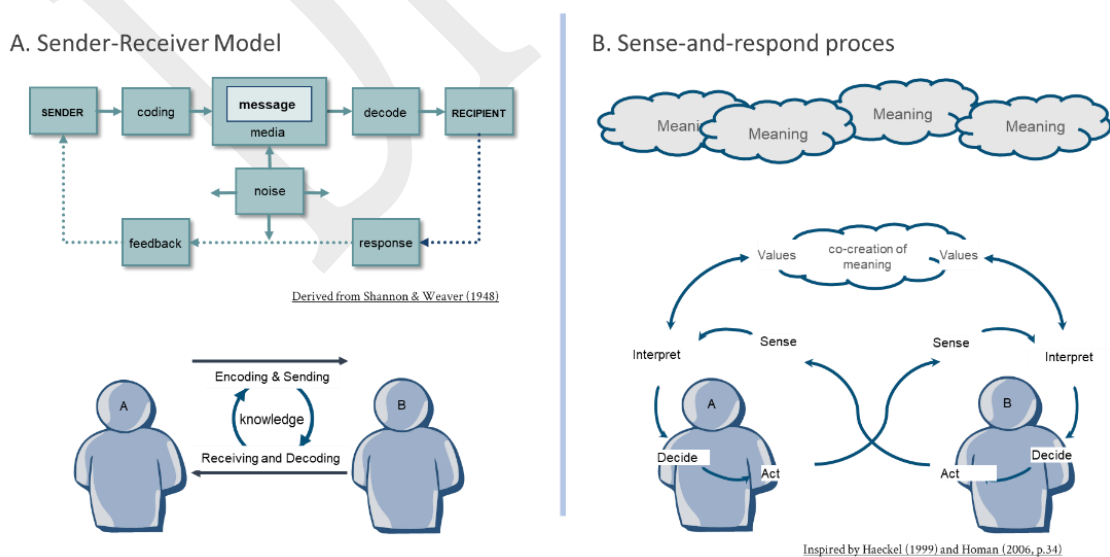 A. Sender-Receiver Model
SENDER
coding
message
media
decode
RECIPIENT
noise
feedback
response
Derived from Shannon & Weaver (1948)
A
Encoding & Sending
knowledge
Receiving and Decoding
B
B. Sense-and-respond proces
Meani
Meaning
Meaning
Meaning
Values
co-creation of
meaning
Values
Interpret
Sense
Sense
Interpret
A
B
Decide
Act
Act
Decide
Inspired by Haeckel (1999) and Homan (2006, p.34)